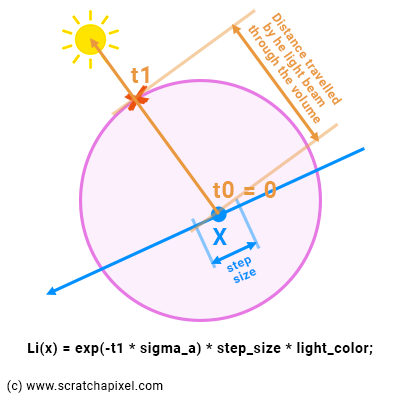 t1
Distance travelled
by he light beam
through the volume
t0 = 0
X
step
size
Li(x) = exp(-t1 * sigma_a) * step_size * light_color;
(c) www.scratchapixel.com